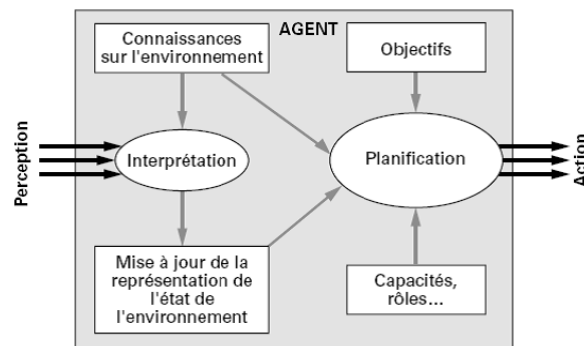 AGENT
Connaissances
sur l'environnement
Objectifs
Perception
Interprétation
Planification
Action
Mise à jour de la
représentation de
l'état de
l'environnement
Capacités,
rôles...